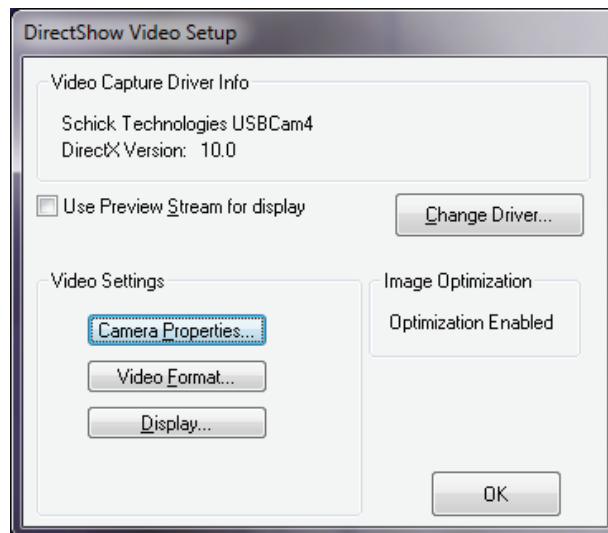 DirectShow Video Setup
Video Capture Driver Info
Schick Technologies USBCam4
DirectX Version: 10.0
Use Preview Stream for display
Change Driver...
Video Settings
Image Optimization
Camera Properties...
Optimization Enabled
Video Format...
Display...
OK